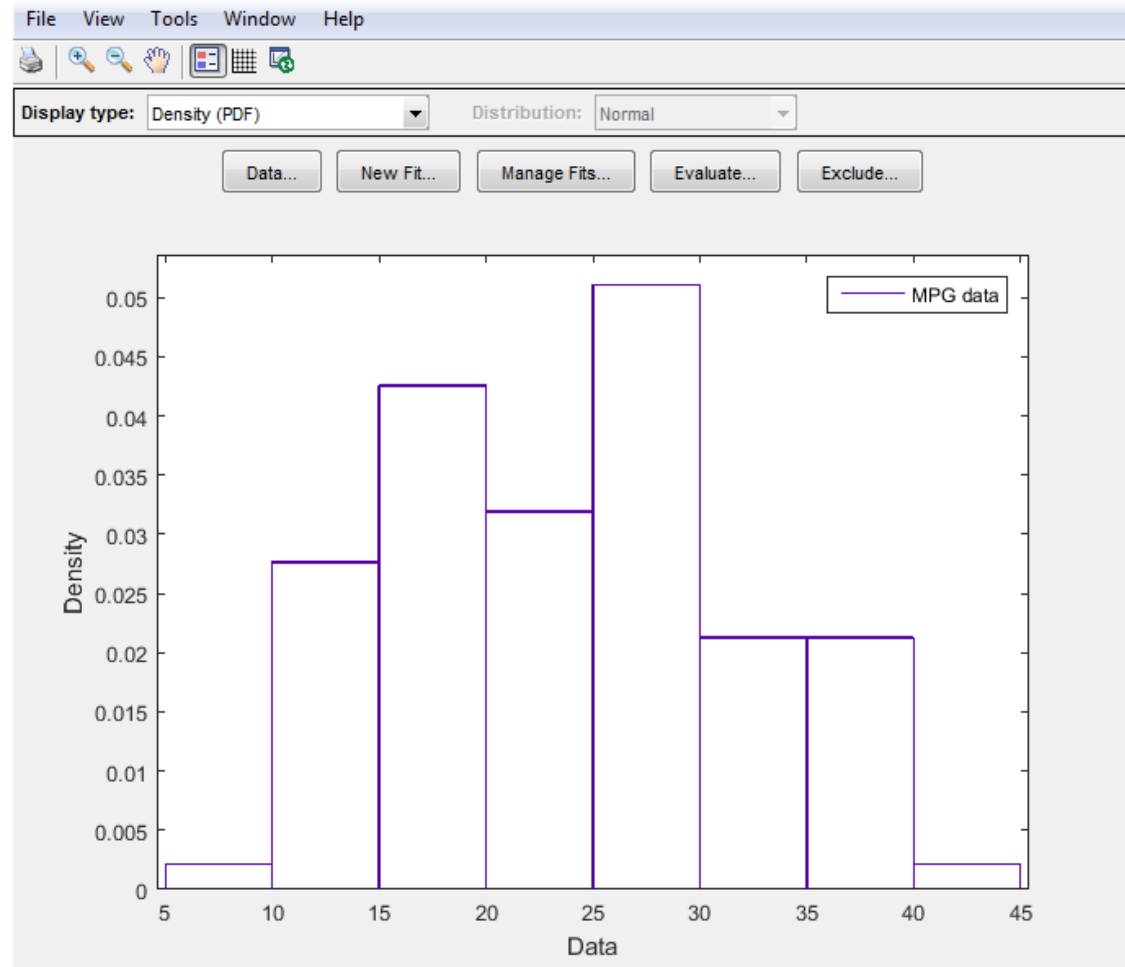 File View Tools Window Help
Display type: Density (PDF) Distribution: Normal
Data... New Fit... Manage Fits... Evaluate... Exclude...
MPG data
0.05
0.045
0.04
0.035
0.03
0.025
0.02
0.015
0.01
0.005
0
Density
5 10 15 20 25 30 35 40 45
Data